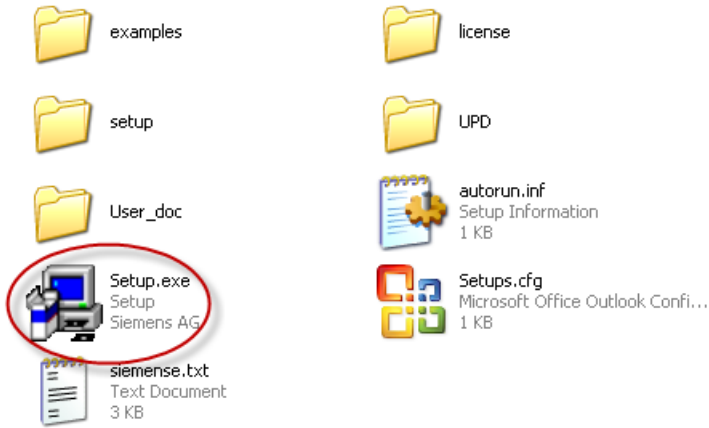 examples
license
setup
UPD
User_doc
autorun.inf
Setup Information
1 KB
Setup.exe
Setup
Siemens AG
Setups.cfg
Microsoft Office Outlook Confi...
1 KB
siemense.txt
Text Document
3 KB